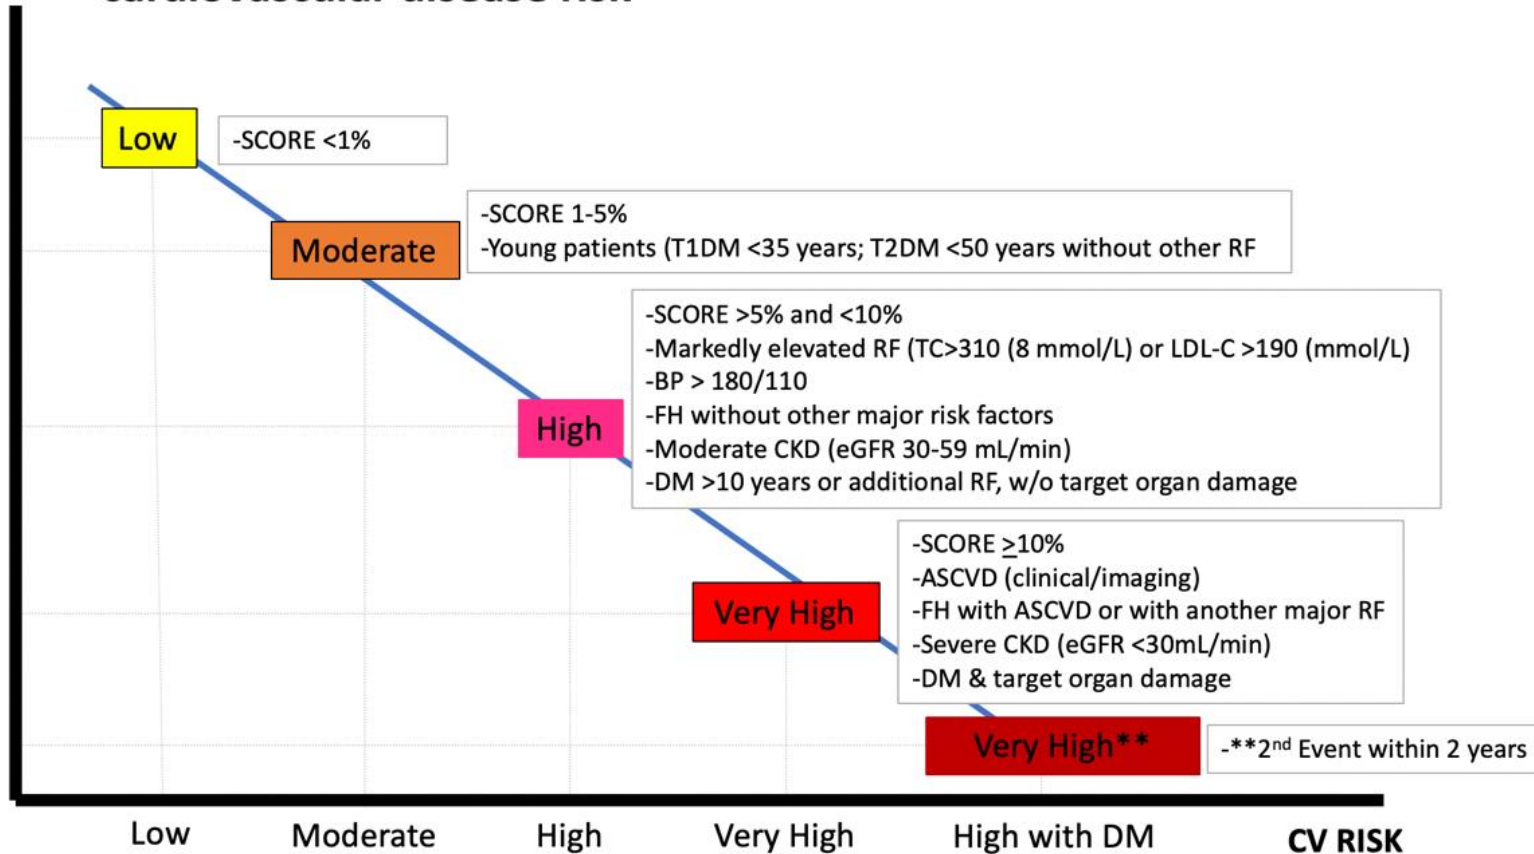 Low
-SCORE <1%
Moderate
-SCORE 1-5%
-Young patients (T1DM <35 years; T2DM <50 years without other RF
High
-SCORE >5% and <10%
-Markedly elevated RF (TC>310 (8 mmol/L) or LDL-C >190 (mmol/L)
-BP > 180/110
-FH without other major risk factors
-Moderate CKD (eGFR 30-59 mL/min)
-DM >10 years or additional RF, w/o target organ damage
Very High
-SCORE ≥10%
-ASCVD (clinical/imaging)
-FH with ASCVD or with another major RF
-Severe CKD (eGFR <30mL/min)
-DM & target organ damage
Very High**
-**2nd Event within 2 years
Low Moderate High Very High High with DM CV RISK